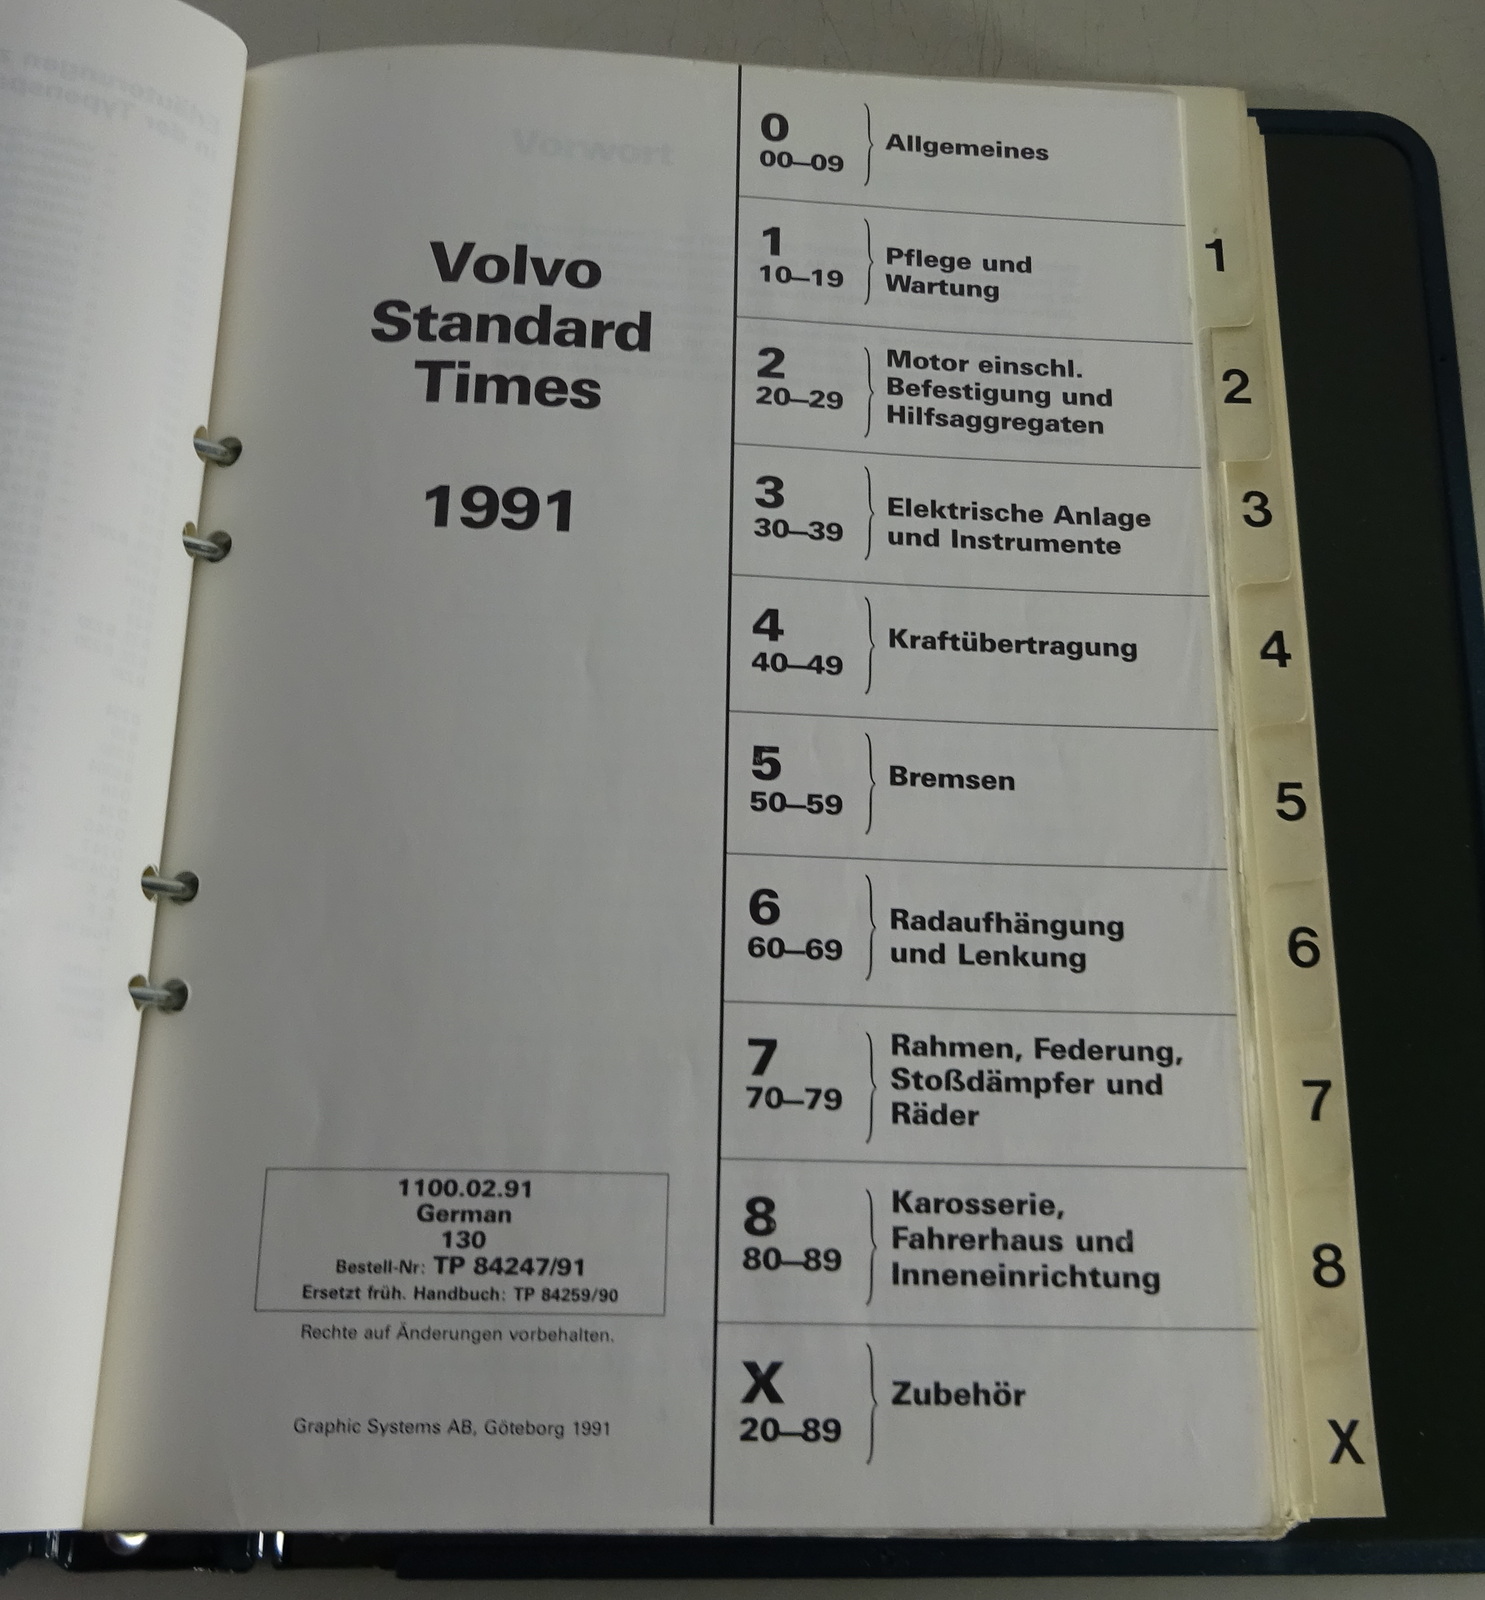 Volvo
Standard
Times
1991
1100.02.91
German
130
Bestell-Nr: TP 84247/91
Ersetzt früh. Handbuch: TP 84259/90
Rechte auf Änderungen vorbehalten.
Graphic Systems AB, Göteborg 1991
0
00–09
Allgemeines
1
10–19
Pflege und
Wartung
2
20–29
Motor einschl.
Befestigung und
Hilfsaggregaten
3
30–39
Elektrische Anlage
und Instrumente
4
40–49
Kraftübertragung
5
50–59
Bremsen
6
60–69
Radaufhängung
und Lenkung
7
70–79
Rahmen, Federung,
Stoßdämpfer und
Räder
8
80–89
Karosserie,
Fahrerhaus und
Inneneinrichtung
X
20–89
Zubehör
1
2
3
4
5
6
7
8
X
Vorwort